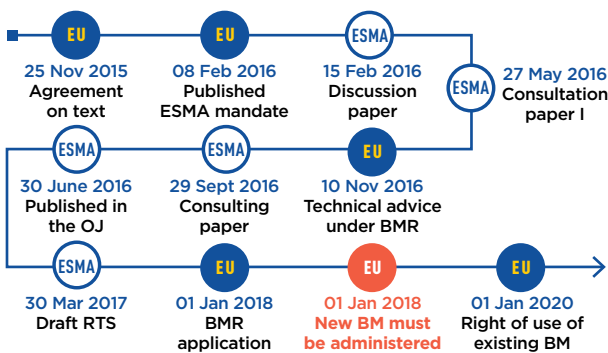 EU
25 Nov 2015
Agreement
on text
EU
08 Feb 2016
Published
ESMA mandate
ESMA
15 Feb 2016
Discussion
paper
ESMA
27 May 2016
Consultation
paper I
ESMA
30 June 2016
Published in
the OJ
ESMA
29 Sept 2016
Consulting
paper
EU
10 Nov 2016
Technical advice
under BMR
ESMA
30 Mar 2017
Draft RTS
EU
01 Jan 2018
BMR
application
EU
01 Jan 2018
New BM must
be administered
EU
01 Jan 2020
Right of use of
existing BM